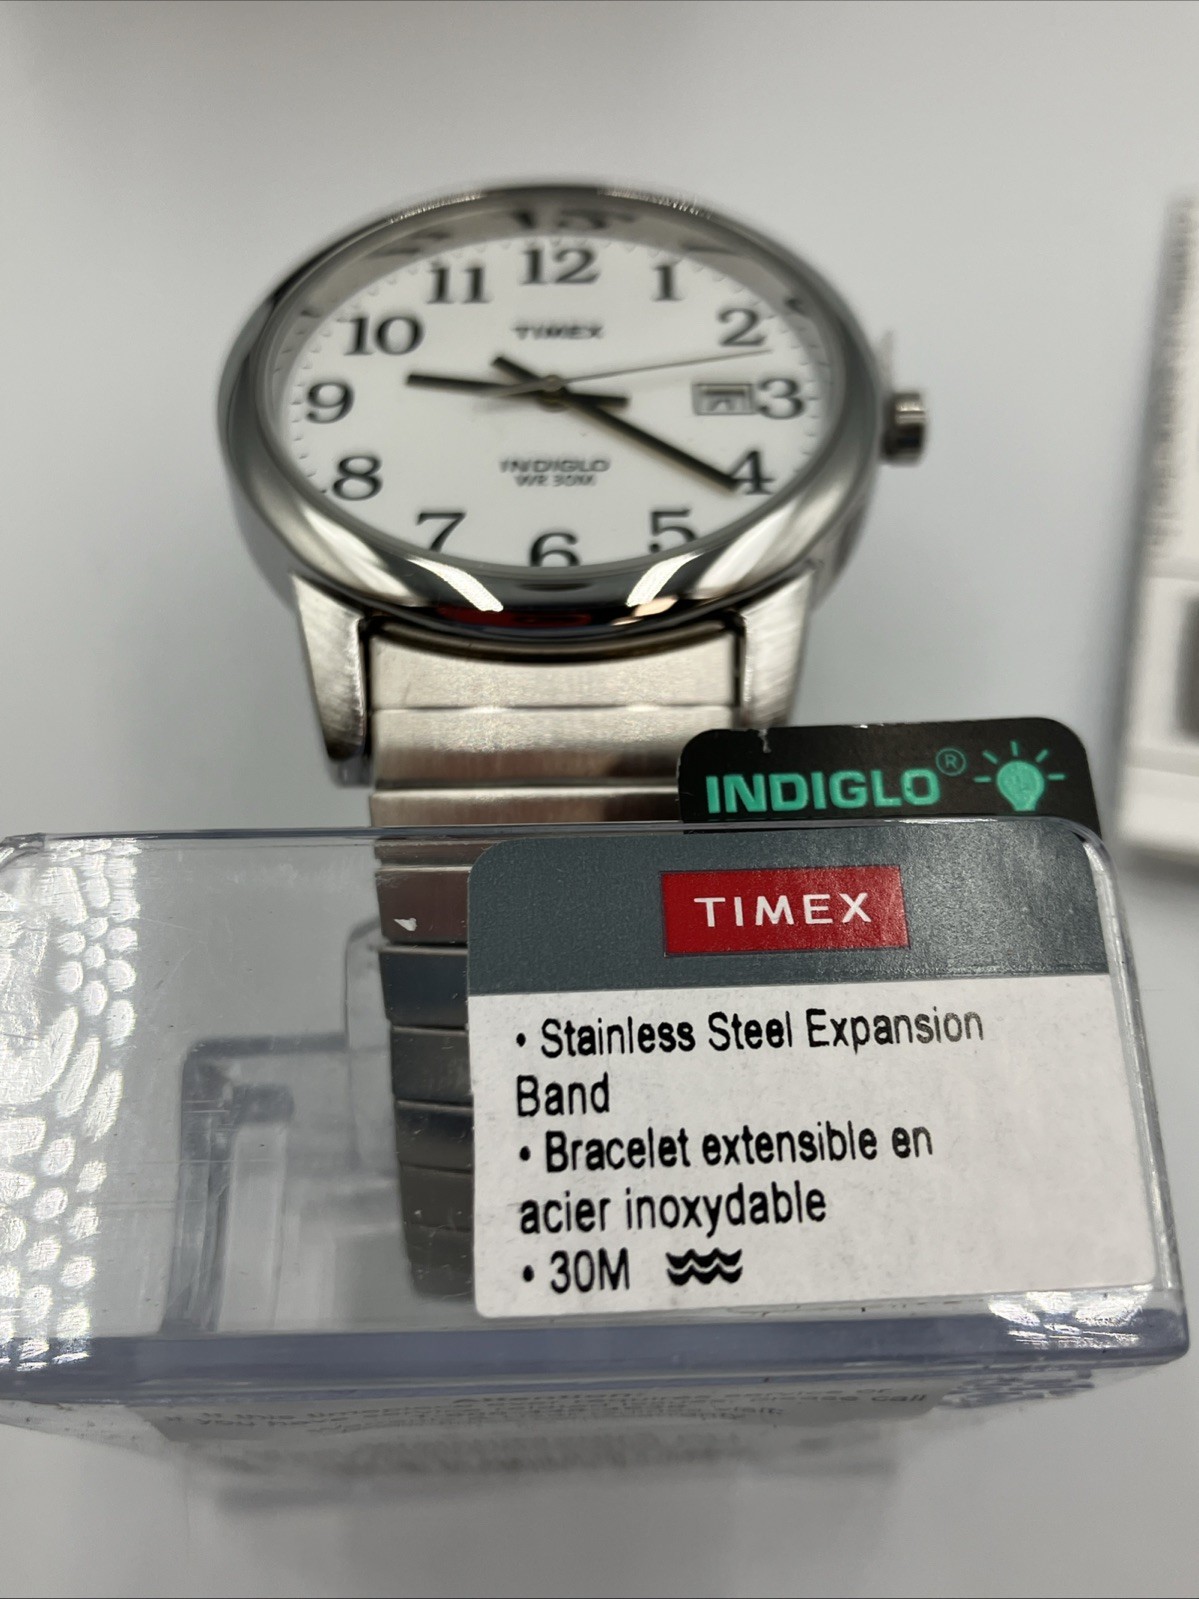 12
11
1
10
2
TIMEX
9
3
INDIGLO
WR 30M
8
4
7
5
6
INDIGLO®
TIMEX
• Stainless Steel Expansion
Band
• Bracelet extensible en
acier inoxydable
• 30M